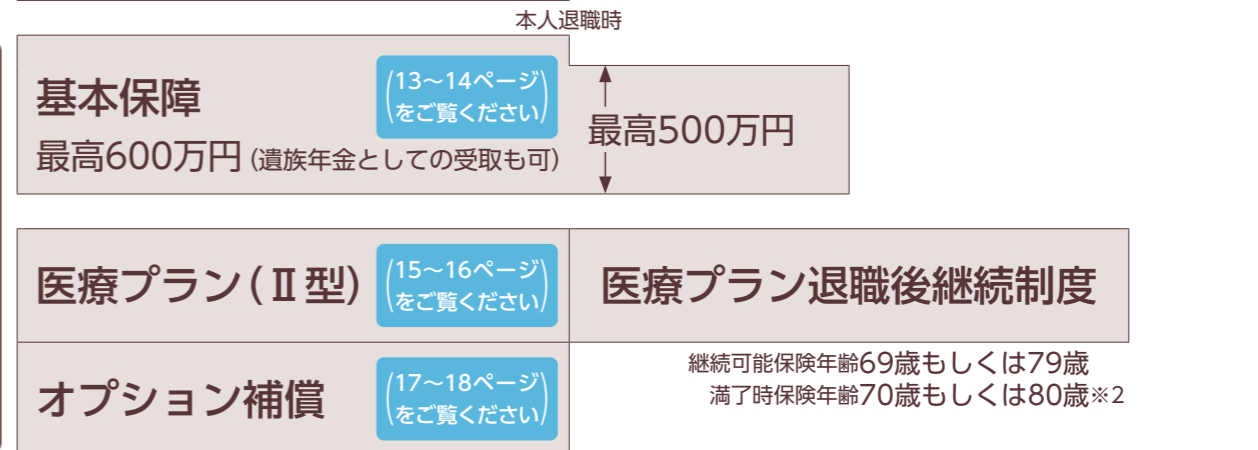 本人退職時
基本保障
(13～14ページ
をご覧ください)
最高600万円(遺族年金としての受取も可)
最高500万円
医療プラン(Ⅱ型)
(15～16ページ
をご覧ください)
医療プラン退職後継続制度
継続可能保険年齢69歳もしくは79歳
満了時保険年齢70歳もしくは80歳※2
オプション補償
(17～18ページ
をご覧ください)